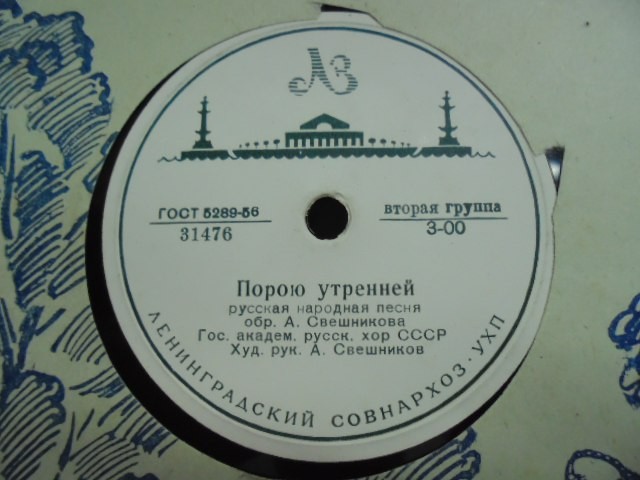 ЛЗ
ГОСТ 5289-56
31476
вторая группа
3-00
Порою утренней
русская народная песня
обр. А. Свешникова
Гос. академ. русск. хор СССР
Худ. рук. А. Свешников
ЛЕНИНГРАДСКИЙ СОВНАРХОЗ · УХП